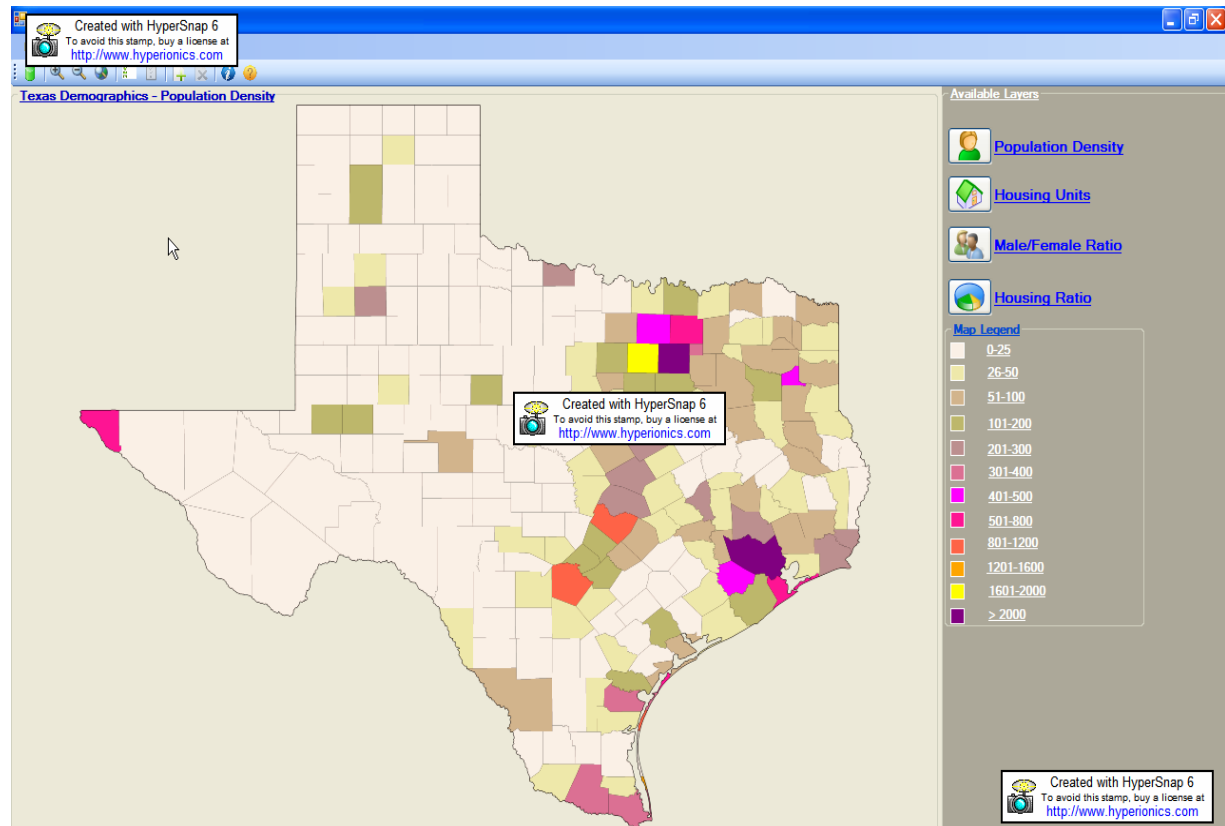 Created with HyperSnap 6
To avoid this stamp, buy a license at
http://www.hyperionics.com
Texas Demographics - Population Density
Available Layers
Population Density
Housing Units
Male/Female Ratio
Housing Ratio
Map Legend
0-25
26-50
51-100
101-200
201-300
301-400
401-500
501-800
801-1200
1201-1600
1601-2000
> 2000
Created with HyperSnap 6
To avoid this stamp, buy a license at
http://www.hyperionics.com
Created with HyperSnap 6
To avoid this stamp, buy a license at
http://www.hyperionics.com